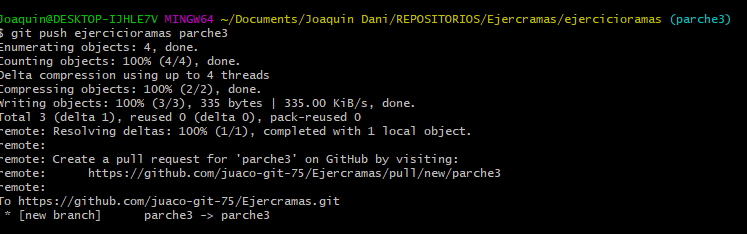 Joaquin@DESKTOP-IJHLE7V MINGW64 ~/Documents/Joaquin Dani/REPOSITORIOS/Ejercramas/ejercicioramas (parche3)
$ git push ejercicioramas parche3
Enumerating objects: 4, done.
Counting objects: 100% (4/4), done.
Delta compression using up to 4 threads
Compressing objects: 100% (2/2), done.
Writing objects: 100% (3/3), 335 bytes | 335.00 KiB/s, done.
Total 3 (delta 1), reused 0 (delta 0), pack-reused 0
remote: Resolving deltas: 100% (1/1), completed with 1 local object.
remote:
remote: Create a pull request for 'parche3' on GitHub by visiting:
remote:      https://github.com/juaco-git-75/Ejercramas/pull/new/parche3
remote:
To https://github.com/juaco-git-75/Ejercramas.git
 * [new branch]      parche3 -> parche3